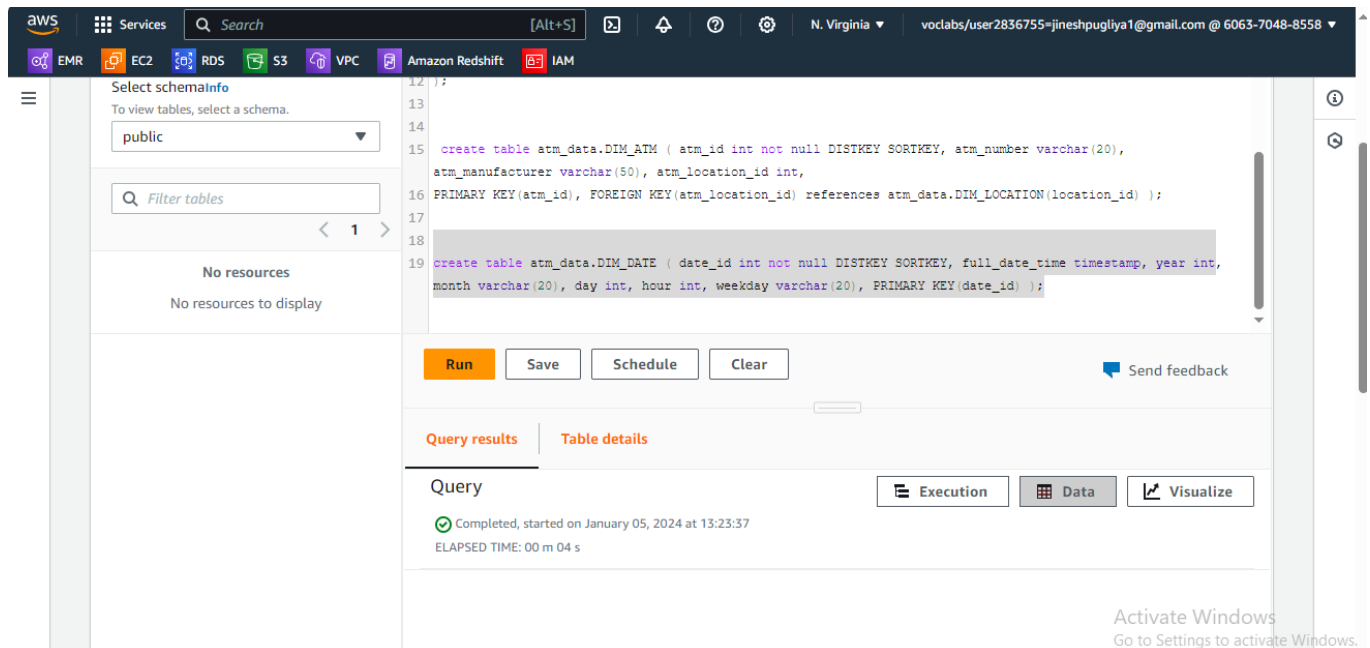 aws
Services
Search
[Alt+S]
N. Virginia
voclabs/user2836755=jineshpugliya1@gmail.com @ 6063-7048-8558
EMR
EC2
RDS
S3
VPC
Amazon Redshift
IAM
Select schemaInfo
To view tables, select a schema.
public
Filter tables
1
No resources
No resources to display
12 );
13
14
15 create table atm_data.DIM_ATM ( atm_id int not null DISTKEY SORTKEY, atm_number varchar(20),
atm_manufacturer varchar(50), atm_location_id int,
16 PRIMARY KEY(atm_id), FOREIGN KEY(atm_location_id) references atm_data.DIM_LOCATION(location_id) );
17
18
19 create table atm_data.DIM_DATE ( date_id int not null DISTKEY SORTKEY, full_date_time timestamp, year int,
month varchar(20), day int, hour int, weekday varchar(20), PRIMARY KEY(date_id) );
Run
Save
Schedule
Clear
Send feedback
Query results
Table details
Query
Execution
Data
Visualize
Completed, started on January 05, 2024 at 13:23:37
ELAPSED TIME: 00 m 04 s
Activate Windows
Go to Settings to activate Windows.